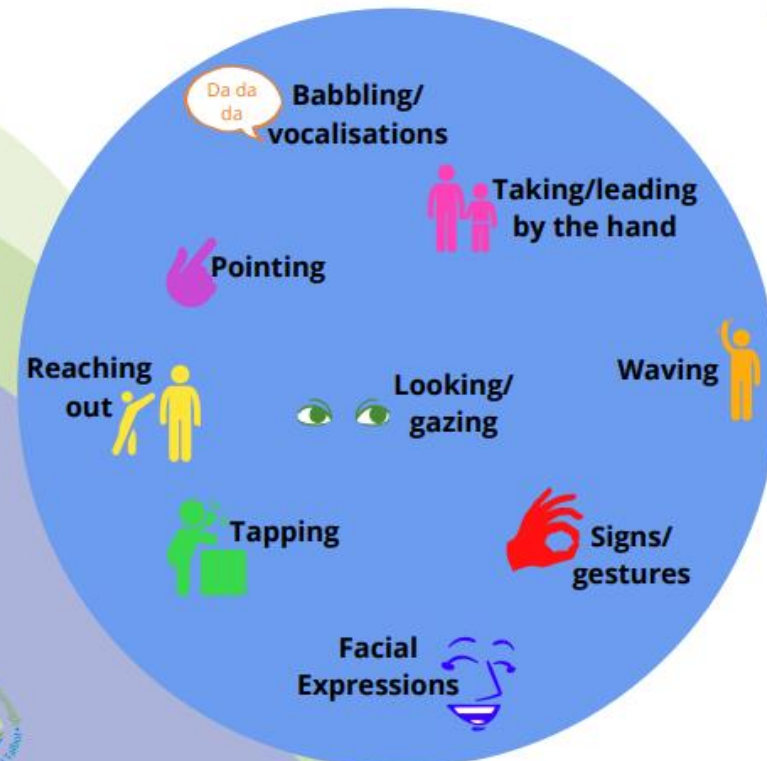 Da da
da
Babbling/
vocalisations
Taking/leading
by the hand
Pointing
Reaching
out
Looking/
gazing
Waving
Tapping
Signs/
gestures
Facial
Expressions